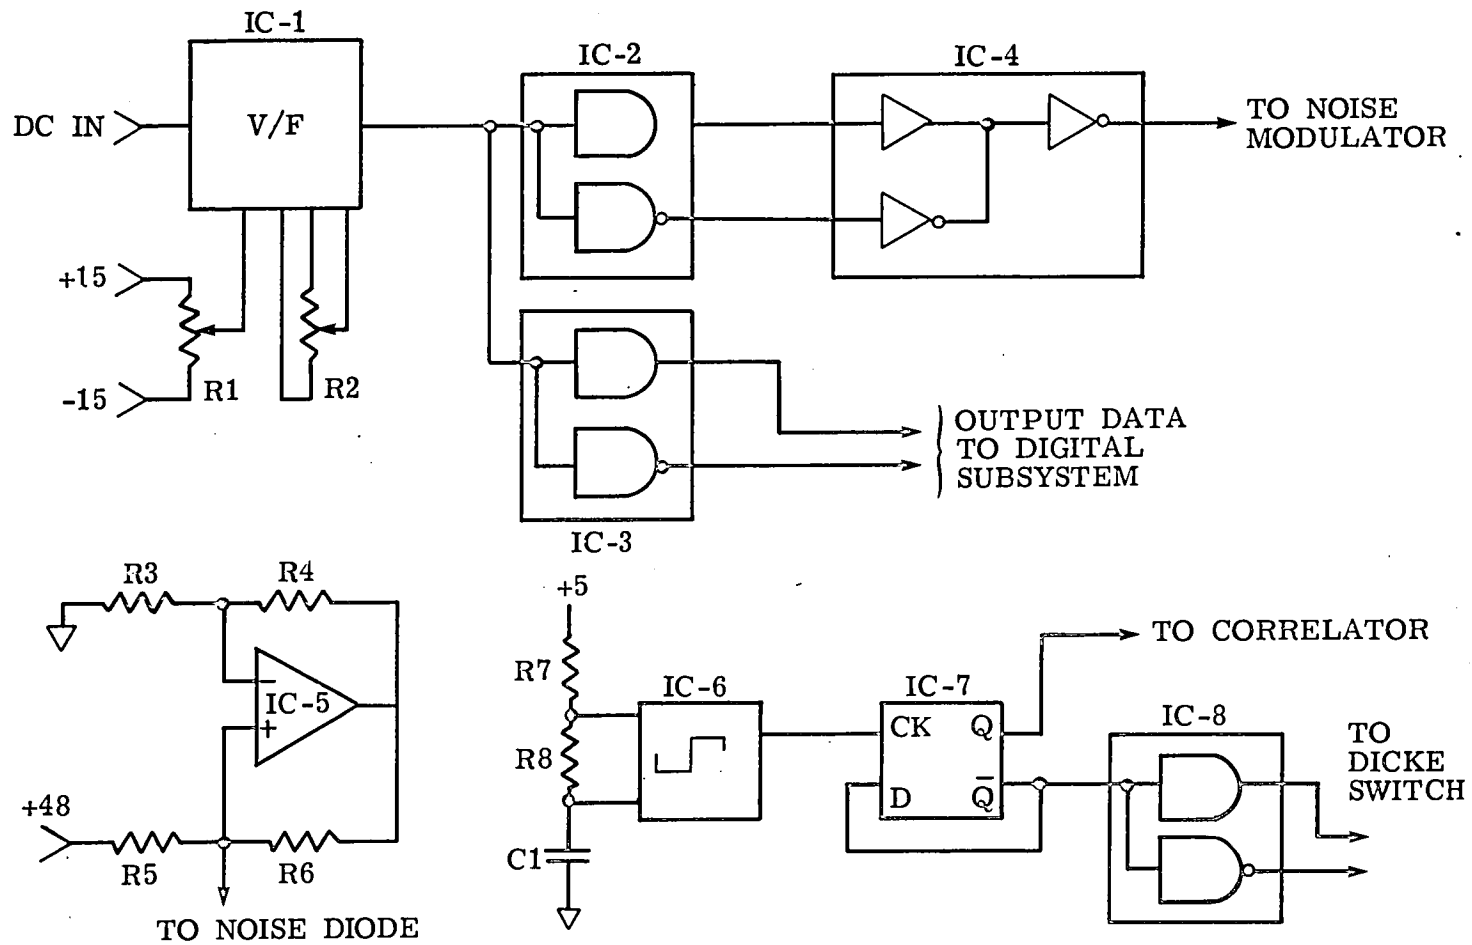 IC-1
DC IN
V/F
+15
-15
R1
R2
IC-2
IC-4
TO NOISE
MODULATOR
IC-3
OUTPUT DATA
TO DIGITAL
SUBSYSTEM
R3
R4
−
IC-5
+
+48
R5
R6
TO NOISE DIODE
+5
R7
R8
C1
IC-6
IC-7
CK
Q
D
Q̅
TO CORRELATOR
IC-8
TO
DICKE
SWITCH